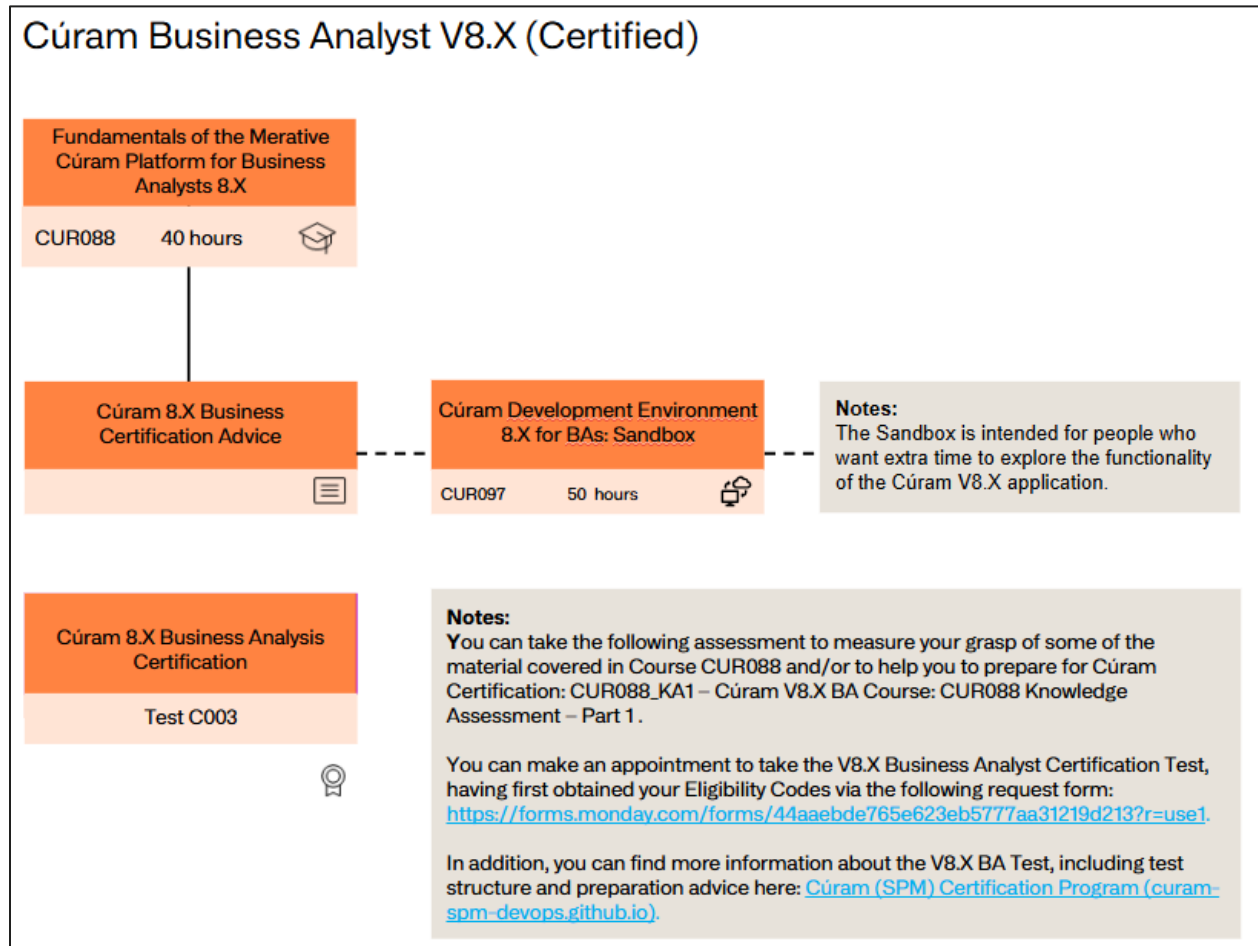 Cúram Business Analyst V8.X (Certified)
Fundamentals of the Merative
Cúram Platform for Business
Analysts 8.X
CUR088 40 hours
Cúram 8.X Business
Certification Advice
Cúram Development Environment
8.X for BAs: Sandbox
CUR097 50 hours
Notes:
The Sandbox is intended for people who
want extra time to explore the functionality
of the Cúram V8.X application.
Cúram 8.X Business Analysis
Certification
Test C003
Notes:
You can take the following assessment to measure your grasp of some of the
material covered in Course CUR088 and/or to help you to prepare for Cúram
Certification: CUR088_KA1 – Cúram V8.X BA Course: CUR088 Knowledge
Assessment – Part 1.
You can make an appointment to take the V8.X Business Analyst Certification Test,
having first obtained your Eligibility Codes via the following request form:
https://forms.monday.com/forms/44aaebde765e623eb5777aa31219d213?r=use1.
In addition, you can find more information about the V8.X BA Test, including test
structure and preparation advice here: Cúram (SPM) Certification Program (curam-
spm-devops.github.io).